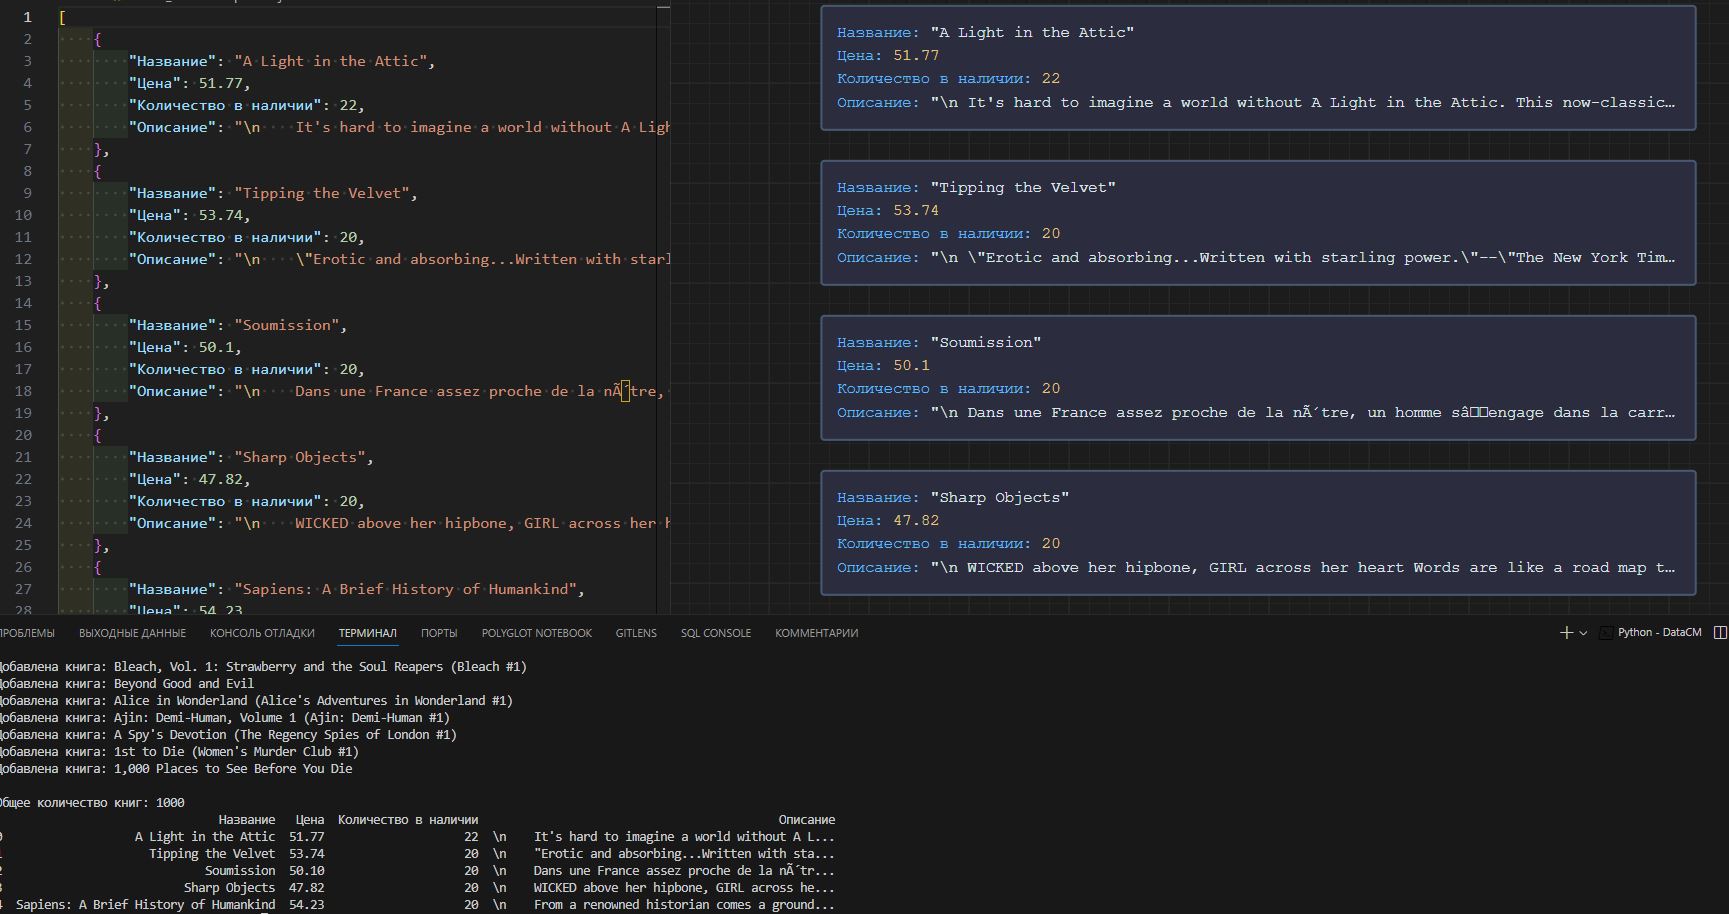 1 [
2 {
3 "Название": "A Light in the Attic",
4 "Цена": 51.77,
5 "Количество в наличии": 22,
6 "Описание": "\n It's hard to imagine a world without A Ligh
7 },
8 {
9 "Название": "Tipping the Velvet",
10 "Цена": 53.74,
11 "Количество в наличии": 20,
12 "Описание": "\n \"Erotic and absorbing...Written with starl
13 },
14 {
15 "Название": "Soumission",
16 "Цена": 50.1,
17 "Количество в наличии": 20,
18 "Описание": "\n Dans une France assez proche de la nÃ´tre,
19 },
20 {
21 "Название": "Sharp Objects",
22 "Цена": 47.82,
23 "Количество в наличии": 20,
24 "Описание": "\n WICKED above her hipbone, GIRL across her h
25 },
26 {
27 "Название": "Sapiens: A Brief History of Humankind",
28 "Цена": 54.23
Название: "A Light in the Attic"
Цена: 51.77
Количество в наличии: 22
Описание: "\n It's hard to imagine a world without A Light in the Attic. This now-classic…
Название: "Tipping the Velvet"
Цена: 53.74
Количество в наличии: 20
Описание: "\n \"Erotic and absorbing...Written with starling power.\"--\"The New York Tim…
Название: "Soumission"
Цена: 50.1
Количество в наличии: 20
Описание: "\n Dans une France assez proche de la nÃ´tre, un homme sâ□□engage dans la carr…
Название: "Sharp Objects"
Цена: 47.82
Количество в наличии: 20
Описание: "\n WICKED above her hipbone, GIRL across her heart Words are like a road map t…
ПРОБЛЕМЫ ВЫХОДНЫЕ ДАННЫЕ КОНСОЛЬ ОТЛАДКИ ТЕРМИНАЛ ПОРТЫ POLYGLOT NOTEBOOK GITLENS SQL CONSOLE КОММЕНТАРИИ Python - DataCM
Добавлена книга: Bleach, Vol. 1: Strawberry and the Soul Reapers (Bleach #1)
Добавлена книга: Beyond Good and Evil
Добавлена книга: Alice in Wonderland (Alice's Adventures in Wonderland #1)
Добавлена книга: Ajin: Demi-Human, Volume 1 (Ajin: Demi-Human #1)
Добавлена книга: A Spy's Devotion (The Regency Spies of London #1)
Добавлена книга: 1st to Die (Women's Murder Club #1)
Добавлена книга: 1,000 Places to See Before You Die
Общее количество книг: 1000
Название Цена Количество в наличии Описание
0 A Light in the Attic 51.77 22 \n It's hard to imagine a world without A L...
1 Tipping the Velvet 53.74 20 \n "Erotic and absorbing...Written with sta...
2 Soumission 50.10 20 \n Dans une France assez proche de la nÃ´tr...
3 Sharp Objects 47.82 20 \n WICKED above her hipbone, GIRL across he...
4 Sapiens: A Brief History of Humankind 54.23 20 \n From a renowned historian comes a ground...